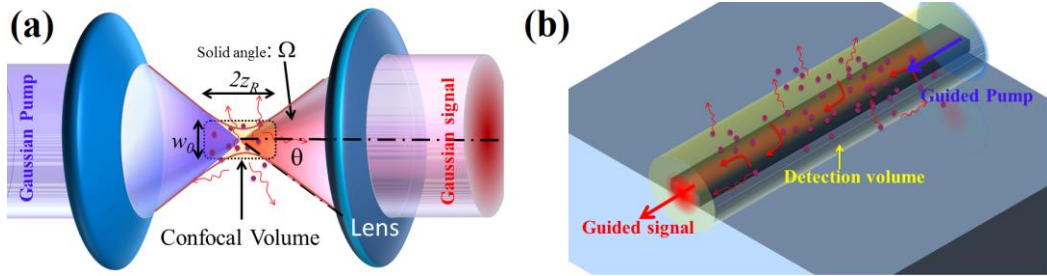 (a)
Solid angle: Ω
2z_R
w_0
θ
Gaussian Pump
Gaussian signal
Lens
Confocal Volume
(b)
Guided Pump
Detection volume
Guided signal